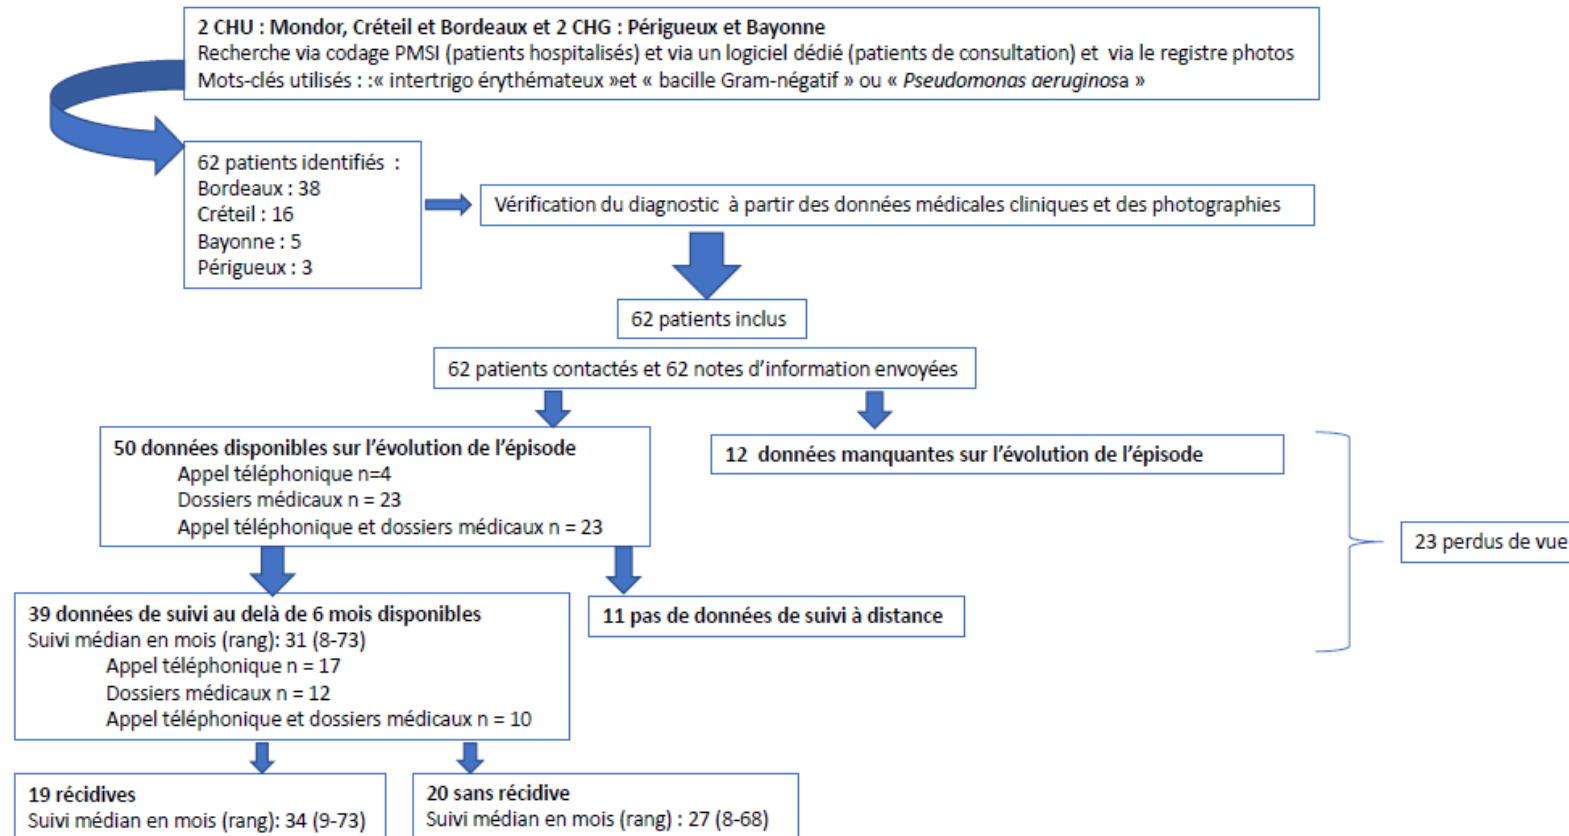 2 CHU : Mondor, Créteil et Bordeaux et 2 CHG : Périgueux et Bayonne
Recherche via codage PMSI (patients hospitalisés) et via un logiciel dédié (patients de consultation) et via le registre photos
Mots-clés utilisés : :« intertrigo érythémateux »et « bacille Gram-négatif » ou « Pseudomonas aeruginosa »
62 patients identifiés :
Bordeaux : 38
Créteil : 16
Bayonne : 5
Périgueux : 3
Vérification du diagnostic à partir des données médicales cliniques et des photographies
62 patients inclus
62 patients contactés et 62 notes d’information envoyées
50 données disponibles sur l’évolution de l’épisode
Appel téléphonique n=4
Dossiers médicaux n = 23
Appel téléphonique et dossiers médicaux n = 23
12 données manquantes sur l’évolution de l’épisode
23 perdus de vue
39 données de suivi au delà de 6 mois disponibles
Suivi médian en mois (rang): 31 (8-73)
Appel téléphonique n = 17
Dossiers médicaux n = 12
Appel téléphonique et dossiers médicaux n = 10
11 pas de données de suivi à distance
19 récidives
Suivi médian en mois (rang): 34 (9-73)
20 sans récidive
Suivi médian en mois (rang) : 27 (8-68)